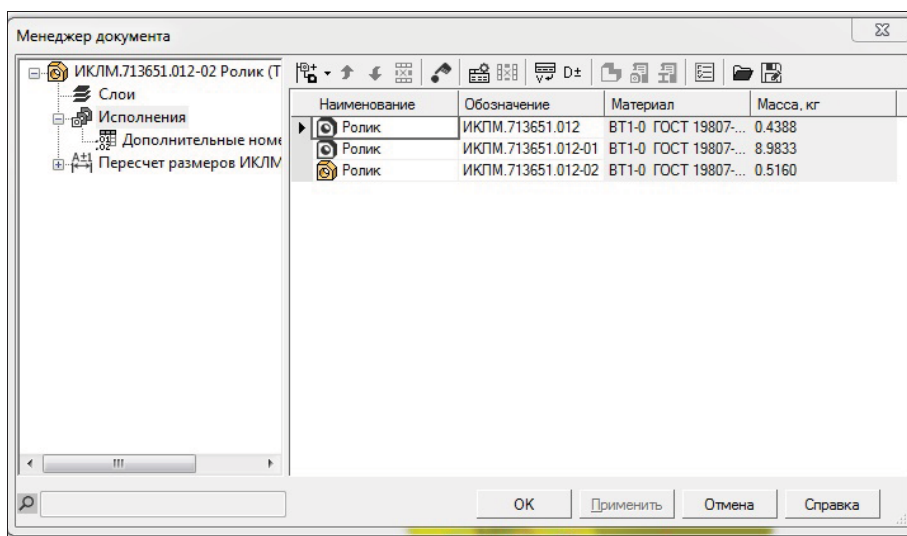 Менеджер документа
ИКЛМ.713651.012-02 Ролик (Т
Слои
Исполнения
Дополнительные номе
Пересчет размеров ИКЛМ
Наименование Обозначение Материал Масса, кг
Ролик ИКЛМ.713651.012 ВТ1-0 ГОСТ 19807-... 0.4388
Ролик ИКЛМ.713651.012-01 ВТ1-0 ГОСТ 19807-... 8.9833
Ролик ИКЛМ.713651.012-02 ВТ1-0 ГОСТ 19807-... 0.5160
OK Применить Отмена Справка